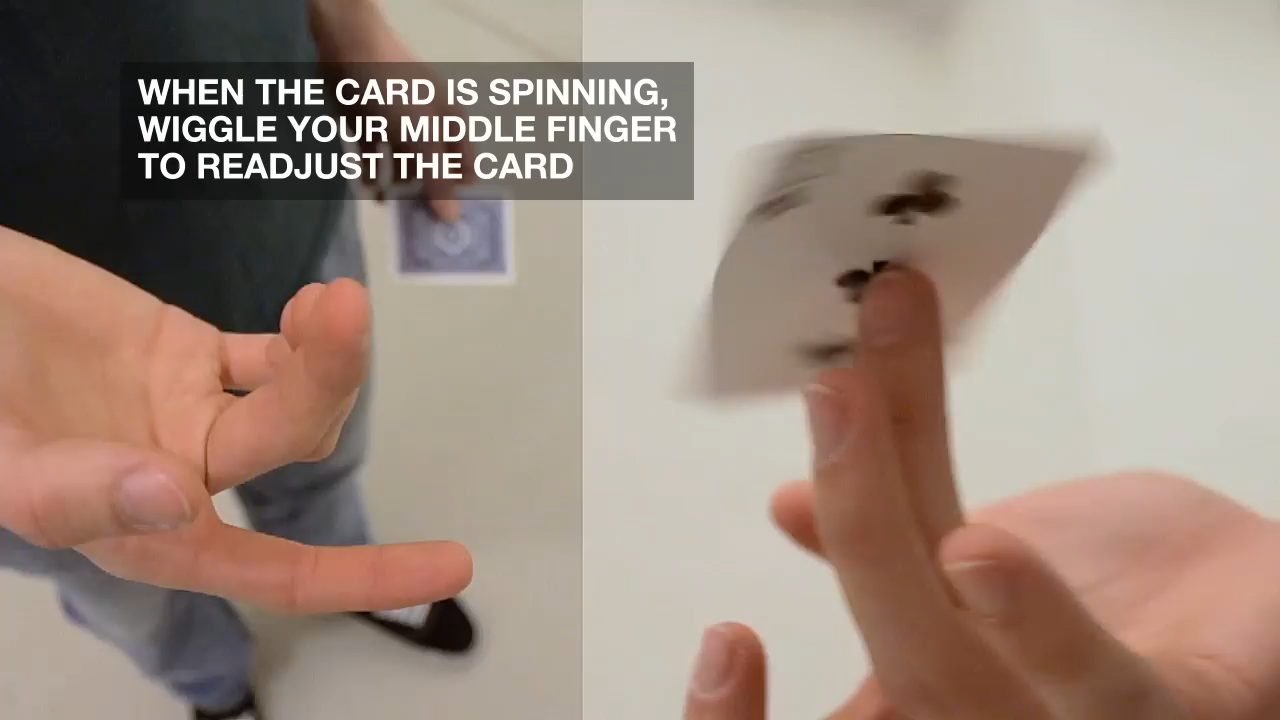 WHEN THE CARD IS SPINNING,
WIGGLE YOUR MIDDLE FINGER
TO READJUST THE CARD